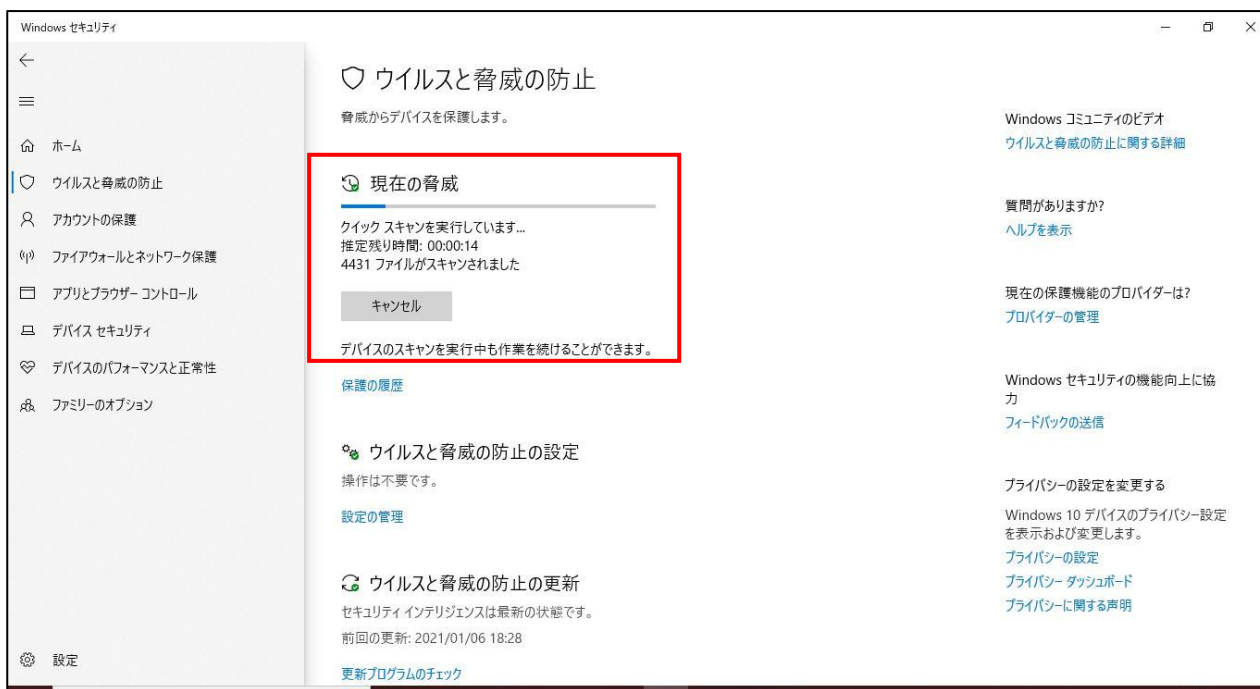 Windows セキュリティ
ホーム
ウイルスと脅威の防止
アカウントの保護
ファイアウォールとネットワーク保護
アプリとブラウザー コントロール
デバイス セキュリティ
デバイスのパフォーマンスと正常性
ファミリーのオプション
設定
ウイルスと脅威の防止
脅威からデバイスを保護します。
現在の脅威
クイック スキャンを実行しています...
推定残り時間: 00:00:14
4431 ファイルがスキャンされました
キャンセル
デバイスのスキャンを実行中も作業を続けることができます。
保護の履歴
ウイルスと脅威の防止の設定
操作は不要です。
設定の管理
ウイルスと脅威の防止の更新
セキュリティ インテリジェンスは最新の状態です。
前回の更新: 2021/01/06 18:28
更新プログラムのチェック
Windows コミュニティのビデオ
ウイルスと脅威の防止に関する詳細
質問がありますか?
ヘルプを表示
現在の保護機能のプロバイダーは?
プロバイダーの管理
Windows セキュリティの機能向上に協
力
フィードバックの送信
プライバシーの設定を変更する
Windows 10 デバイスのプライバシー設定
を表示および変更します。
プライバシーの設定
プライバシー ダッシュボード
プライバシーに関する声明